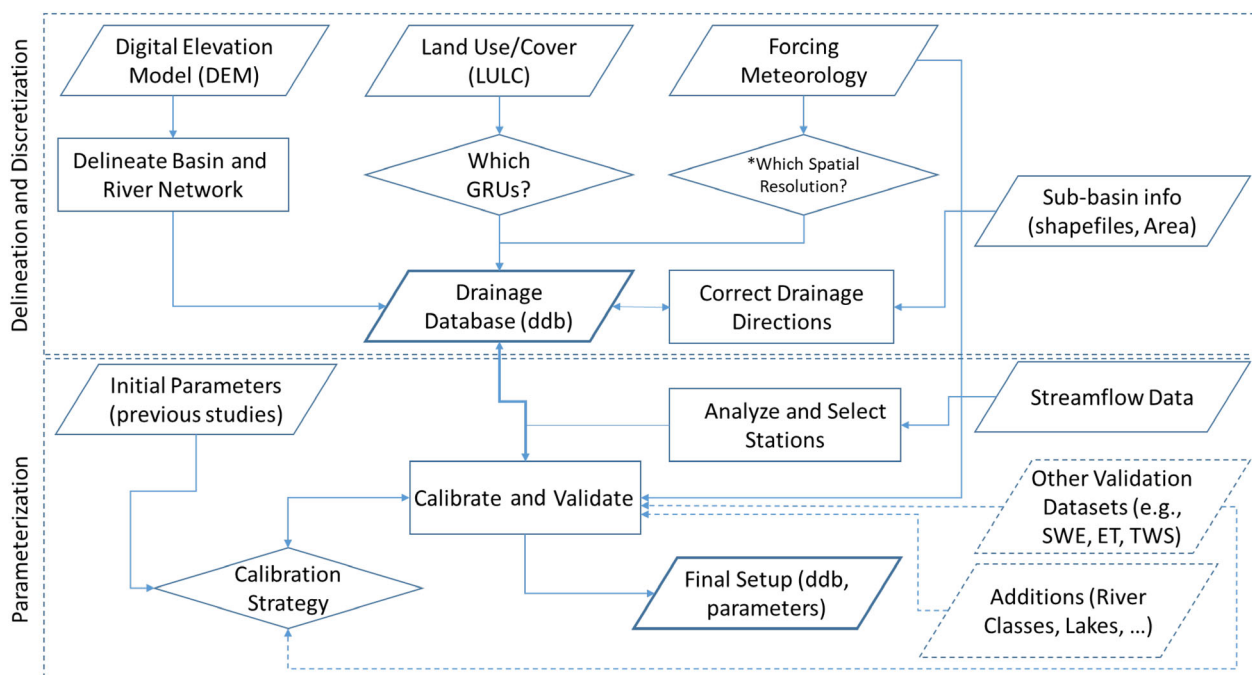 Delineation and Discretization
Digital Elevation
Model (DEM)
Land Use/Cover
(LULC)
Forcing
Meteorology
Delineate Basin and
River Network
Which
GRUs?
*Which Spatial
Resolution?
Sub-basin info
(shapefiles, Area)
Drainage
Database (ddb)
Correct Drainage
Directions
Parameterization
Initial Parameters
(previous studies)
Analyze and Select
Stations
Streamflow Data
Calibrate and Validate
Other Validation
Datasets (e.g.,
SWE, ET, TWS)
Calibration
Strategy
Final Setup (ddb,
parameters)
Additions (River
Classes, Lakes, ...)